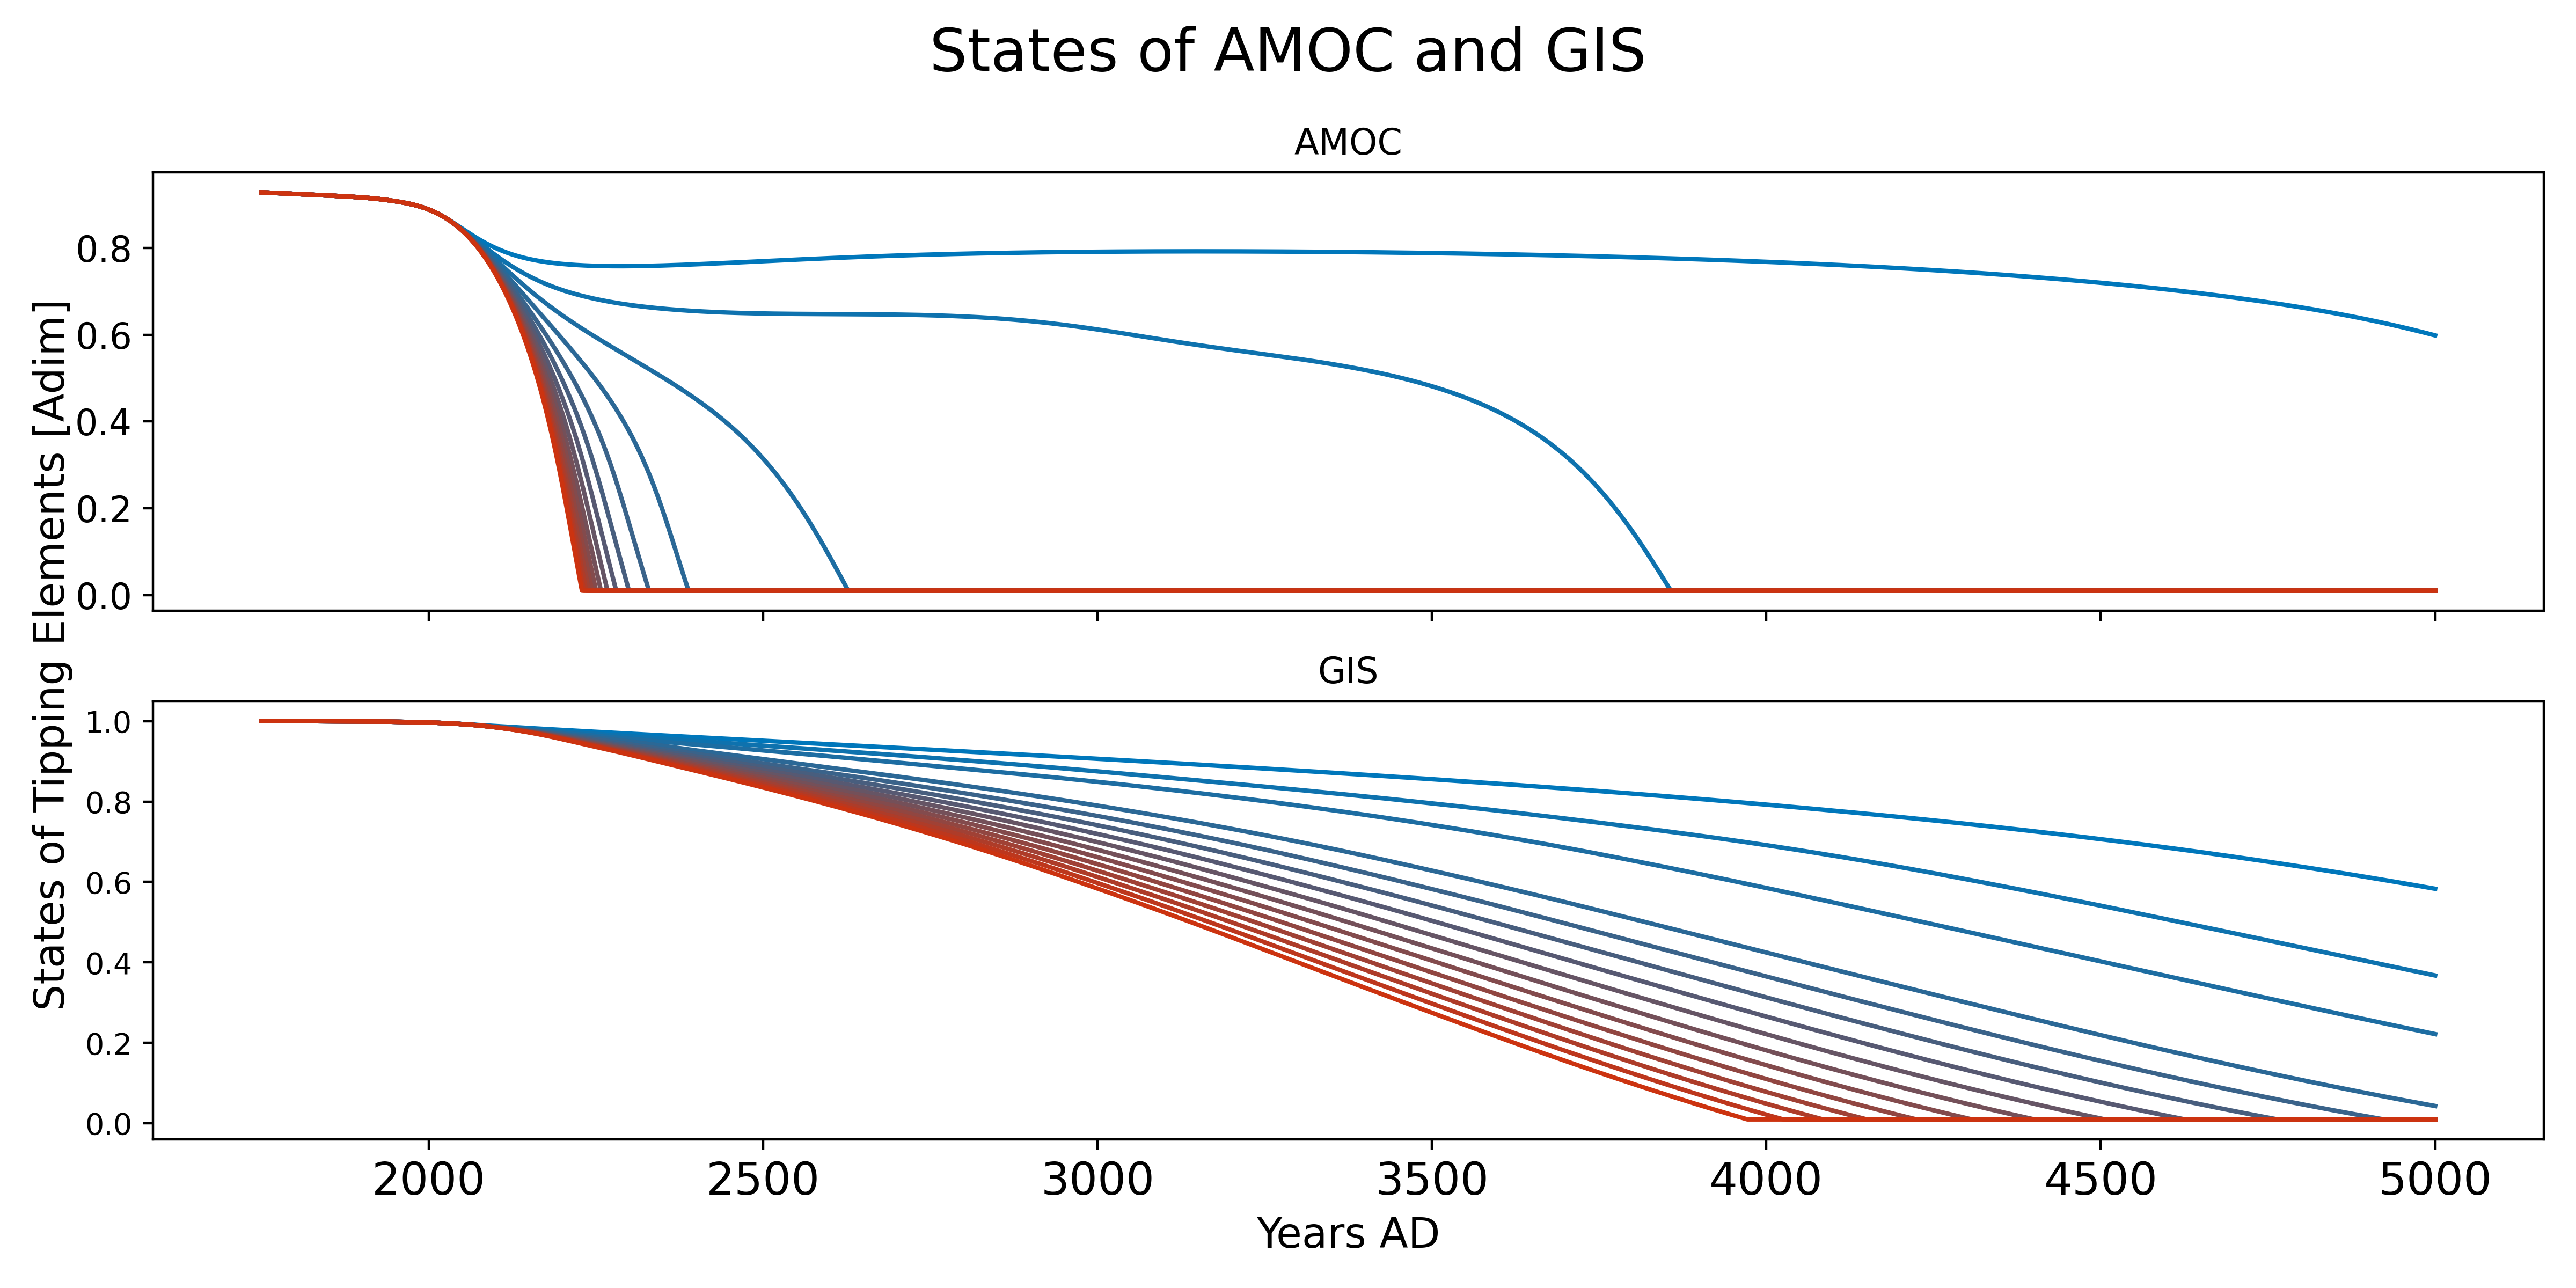 States of AMOC and GIS
AMOC
0.8
0.6
0.4
0.2
0.0
States of Tipping Elements [Adim]
GIS
1.0
0.8
0.6
0.4
0.2
0.0
2000 2500 3000 3500 4000 4500 5000
Years AD